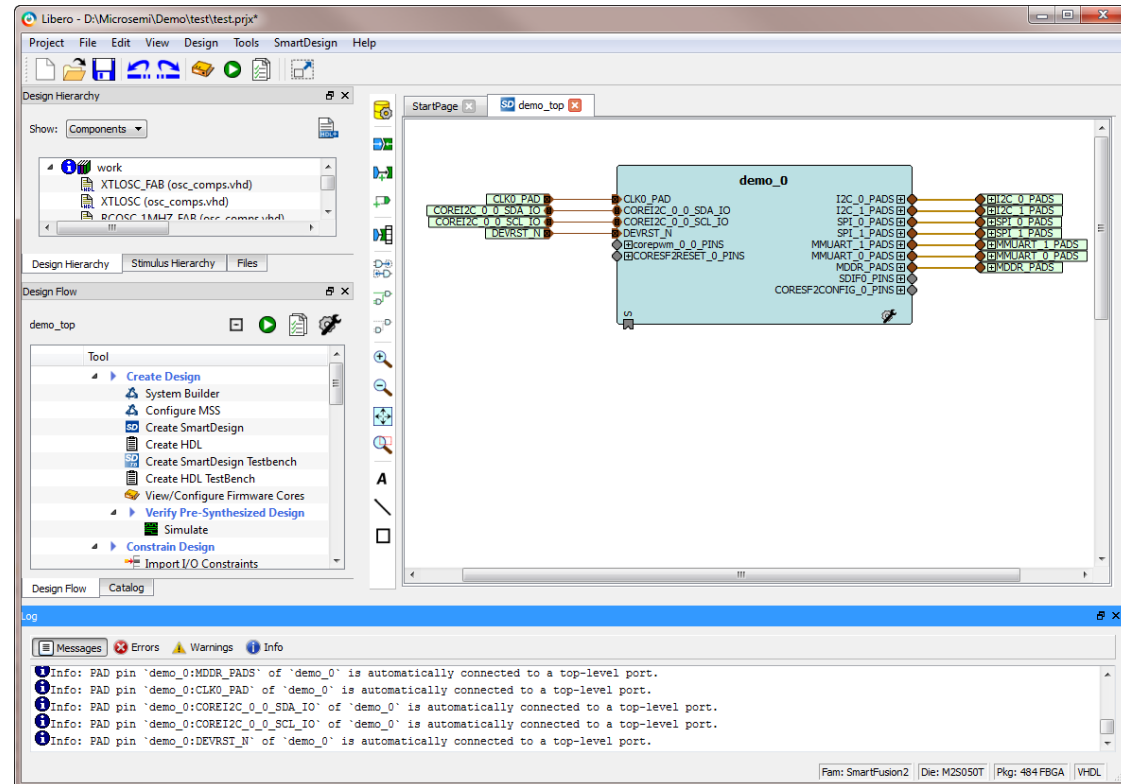 Libero - D:\Microsemi\Demo\test\test.prjx*
Project File Edit View Design Tools SmartDesign Help
Design Hierarchy
Show: Components
work
XTLOSC_FAB (osc_comps.vhd)
XTLOSC (osc_comps.vhd)
RCOSC_1MHZ_FAB (osc_comps.vhd)
Design Hierarchy Stimulus Hierarchy Files
Design Flow
demo_top
Tool
Create Design
System Builder
Configure MSS
Create SmartDesign
Create HDL
Create SmartDesign Testbench
Create HDL TestBench
View/Configure Firmware Cores
Verify Pre-Synthesized Design
Simulate
Constrain Design
Import I/O Constraints
Design Flow Catalog
StartPage demo_top
demo_0
CLK0_PAD CLK0_PAD I2C_0_PADS I2C_0_PADS
COREI2C_0_0_SDA_IO COREI2C_0_0_SDA_IO I2C_1_PADS I2C_1_PADS
COREI2C_0_0_SCL_IO COREI2C_0_0_SCL_IO SPI_0_PADS SPI_0_PADS
DEVRST_N DEVRST_N SPI_1_PADS SPI_1_PADS
corepwm_0_0_PINS MMUART_1_PADS MMUART_1_PADS
CORESF2RESET_0_PINS MMUART_0_PADS MMUART_0_PADS
MDDR_PADS MDDR_PADS
SDIF0_PINS
CORESF2CONFIG_0_PINS
S
Log
Messages Errors Warnings Info
Info: PAD pin `demo_0:MDDR_PADS` of `demo_0` is automatically connected to a top-level port.
Info: PAD pin `demo_0:CLK0_PAD` of `demo_0` is automatically connected to a top-level port.
Info: PAD pin `demo_0:COREI2C_0_0_SDA_IO` of `demo_0` is automatically connected to a top-level port.
Info: PAD pin `demo_0:COREI2C_0_0_SCL_IO` of `demo_0` is automatically connected to a top-level port.
Info: PAD pin `demo_0:DEVRST_N` of `demo_0` is automatically connected to a top-level port.
Fam: SmartFusion2 Die: M2S050T Pkg: 484 FBGA VHDL